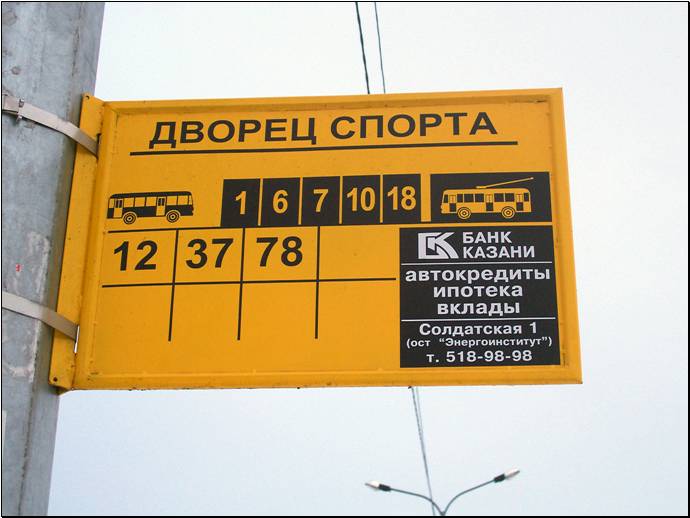 ДВОРЕЦ СПОРТА
1 6 7 10 18
12 37 78
БАНК
КАЗАНИ
автокредиты
ипотека
вклады
Солдатская 1
(ост "Энергоинститут")
т. 518-98-98